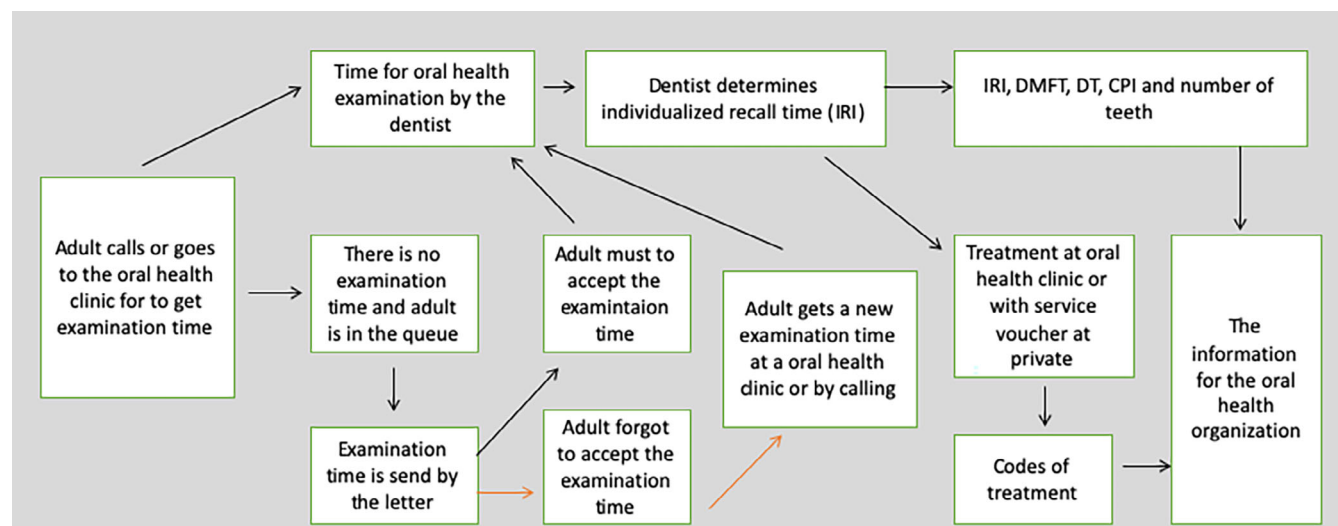 Time for oral health
examination by the
dentist
Dentist determines
individualized recall time (IRI)
IRI, DMFT, DT, CPI and number of
teeth
Adult calls or goes
to the oral health
clinic for to get
examination time
There is no
examination
time and adult
is in the queue
Adult must to
accept the
examintaion
time
Adult gets a new
examination time
at a oral health
clinic or by calling
Treatment at oral
health clinic or
with service
voucher at
private
The
information
for the oral
health
organization
Examination
time is send by
the letter
Adult forgot to
accept the
examination
time
Codes of
treatment